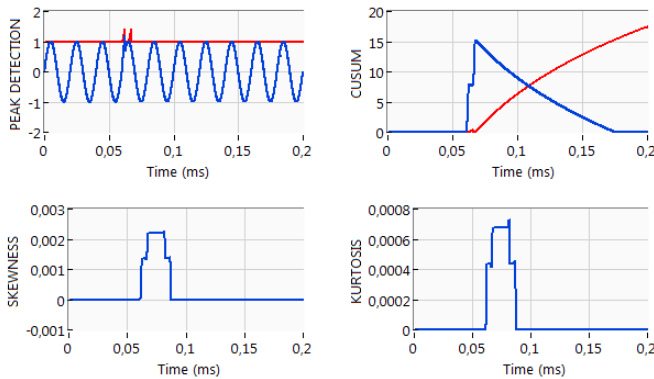 PEAK DETECTION
2
1
0
-1
-2
0 0,05 0,1 0,15 0,2
Time (ms)
CUSUM
20
15
10
5
0
0 0,05 0,1 0,15 0,2
Time (ms)
SKEWNESS
0,003
0,002
0,001
0
-0,001
0 0,05 0,1 0,15 0,2
Time (ms)
KURTOSIS
0,0008
0,0006
0,0004
0,0002
0
0 0,05 0,1 0,15 0,2
Time (ms)